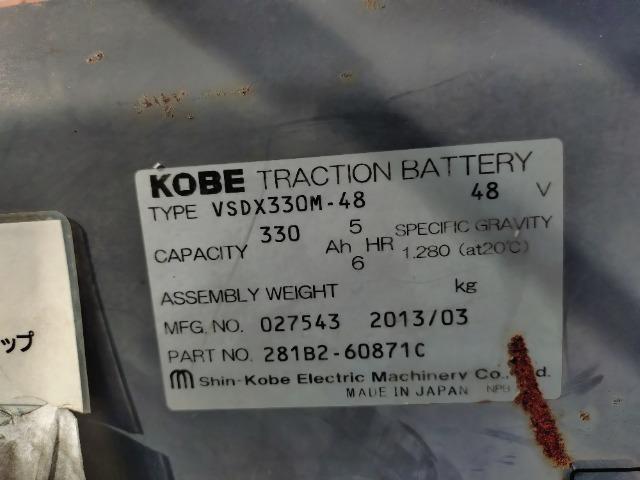 KOBE TRACTION BATTERY
TYPE VSDX330M-48 48 V
CAPACITY 330 Ah 5 HR SPECIFIC GRAVITY
6 1.280 (at20℃)
ASSEMBLY WEIGHT kg
MFG. NO. 027543 2013/03
PART NO. 281B2-60871C
Shin-Kobe Electric Machinery Co., Ltd.
MADE IN JAPAN NPB
ップ